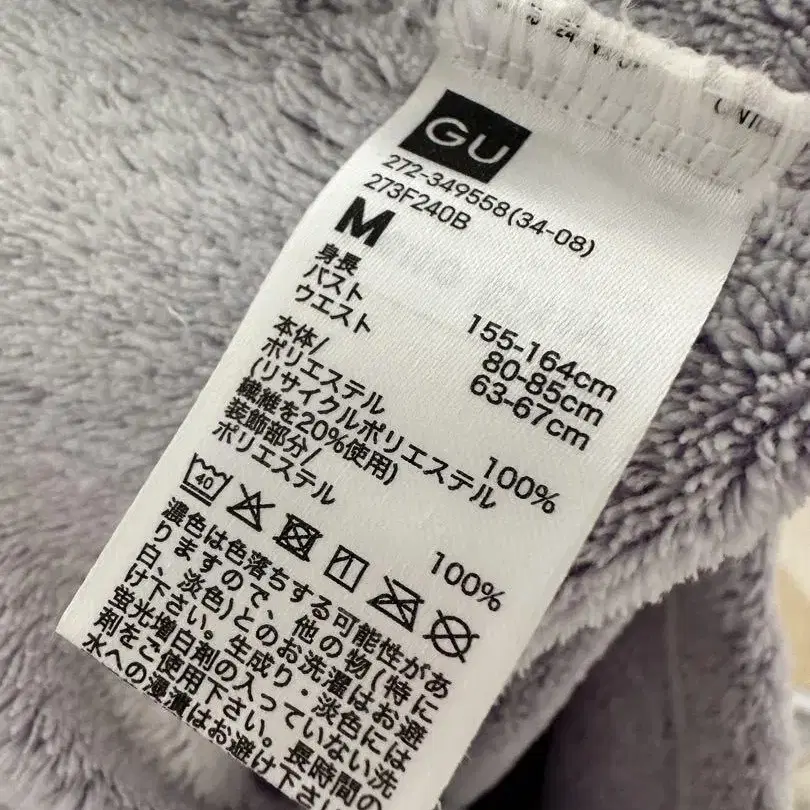 GU
272-349558(34-08)
273F240B
M
身長 155-164cm
バスト 80-85cm
ウエスト 63-67cm
本体/
ポリエステル 100%
(リサイクルポリエステル
繊維を20%使用)
装飾部分/
ポリエステル 100%
40
濃色は色落ちする可能性があ
りますので、他の物(特に
白、淡色)とのお洗濯はお避
け下さい。生成り・淡色には
蛍光増白剤の入っていない洗
剤をご使用下さい。長時間の
水への浸漬はお避け下さい